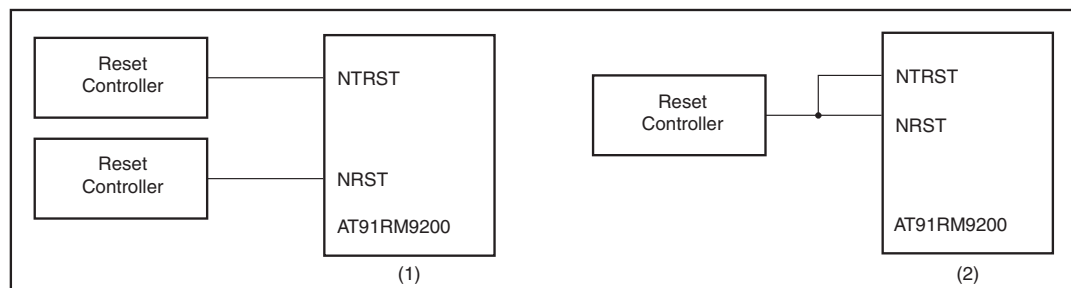 Reset
Controller
NTRST
Reset
Controller
NRST
AT91RM9200
(1)
Reset
Controller
NTRST
NRST
AT91RM9200
(2)